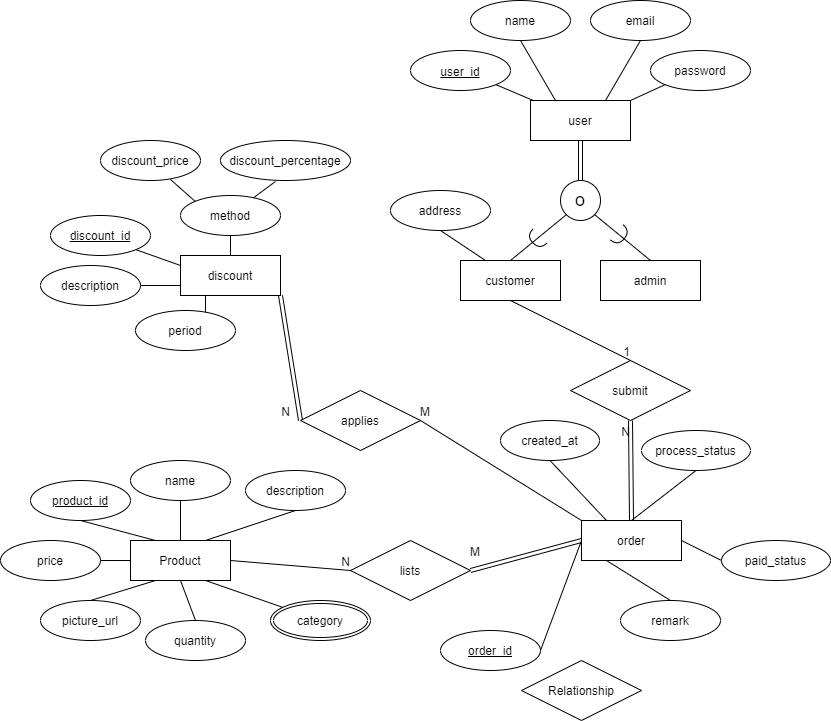 name
email
user_id
password
user
discount_price
discount_percentage
O
method
address
discount_id
discount
customer
admin
description
period
1
submit
N
M
applies
N
created_at
process_status
name
description
product_id
price
Product
N
lists
M
order
paid_status
picture_url
category
remark
quantity
order_id
Relationship